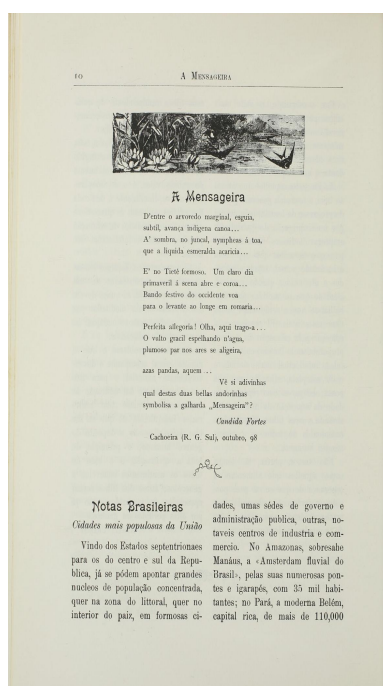 10
A Mensageira
A Mensageira
D'entre o arvoredo marginal, esguia,
subtil, avança indigena canoa...
A' sombra, no juncal, nympheas à toa,
que a liquida esmeralda acaricia...
E' no Tietê formoso. Um claro dia
primaveril á scena abre e coroa...
Bando festivo do occidente voa
para o levante ao longe em romaria...
Perfeita allegoria! Olha, aqui trago-a...
O vulto gracil espelhando n'agua,
plumoso par nos ares se aligeira,
azas pandas, aquem ..
Vê si adivinhas
qual destas duas bellas andorinhas
symbolisa a galharda „Mensageira"?
Candida Fortes
Cachoeira (R. G. Sul), outubro, 98
Notas Brasileiras
Cidades mais populosas da União
Vindo dos Estados septentrionaes
para os do centro e sul da Repu-
blica, já se pódem apontar grandes
nucleos de população concentrada,
quer na zona do littoral, quer no
interior do paiz, em formosas ci-
dades, umas sédes de governo e
administração publica, outras, no-
taveis centros de industria e com-
mercio. No Amazonas, sobresahe
Manáus, a «Amsterdam fluvial do
Brasil», pelas suas numerosas pon-
tes e igarapés, com 35 mil habi-
tantes; no Pará, a moderna Belém,
capital rica, de mais de 110,000